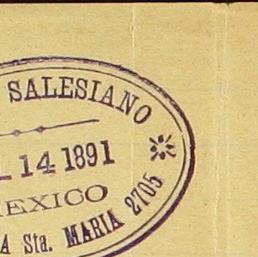 SALESIANO
14 1891
MEXICO
A Sta. MARIA 2705